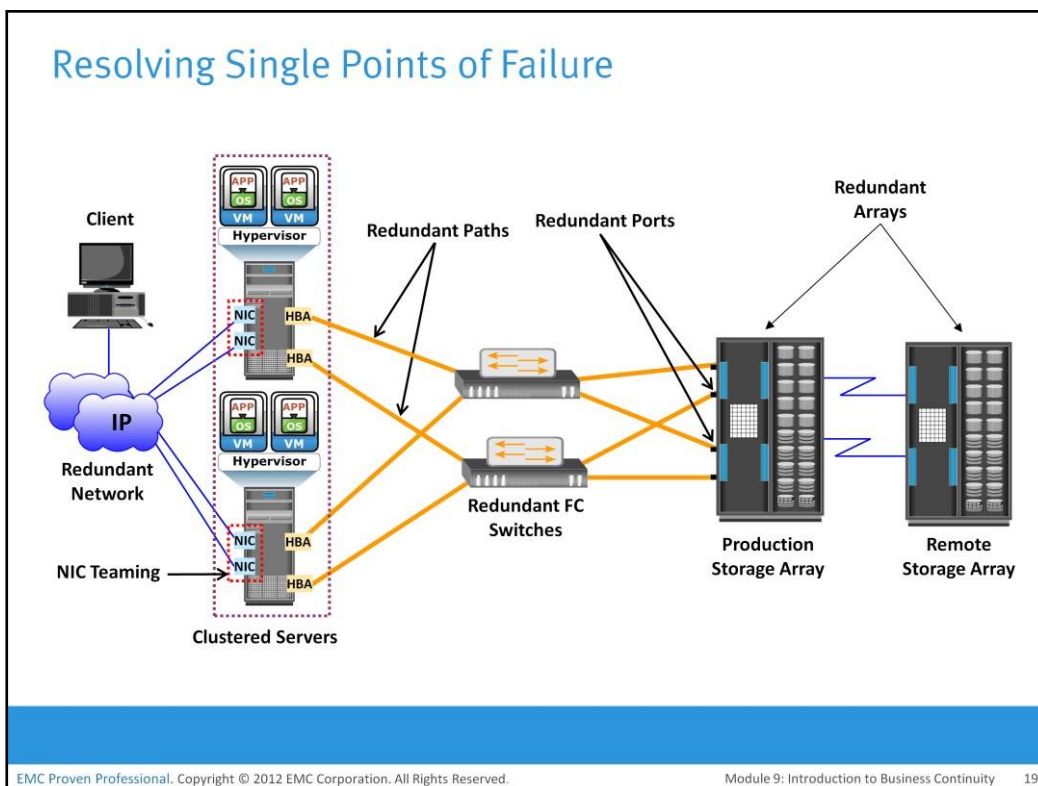 Resolving Single Points of Failure
Client
APP APP
OS OS
VM VM
Hypervisor
Redundant Paths
Redundant Ports
Redundant
Arrays
NIC
NIC
HBA
HBA
IP
Redundant
Network
APP APP
OS OS
VM VM
Hypervisor
NIC
NIC
HBA
HBA
NIC Teaming
Clustered Servers
Redundant FC
Switches
Production
Storage Array
Remote
Storage Array
EMC Proven Professional. Copyright © 2012 EMC Corporation. All Rights Reserved.
Module 9: Introduction to Business Continuity 19